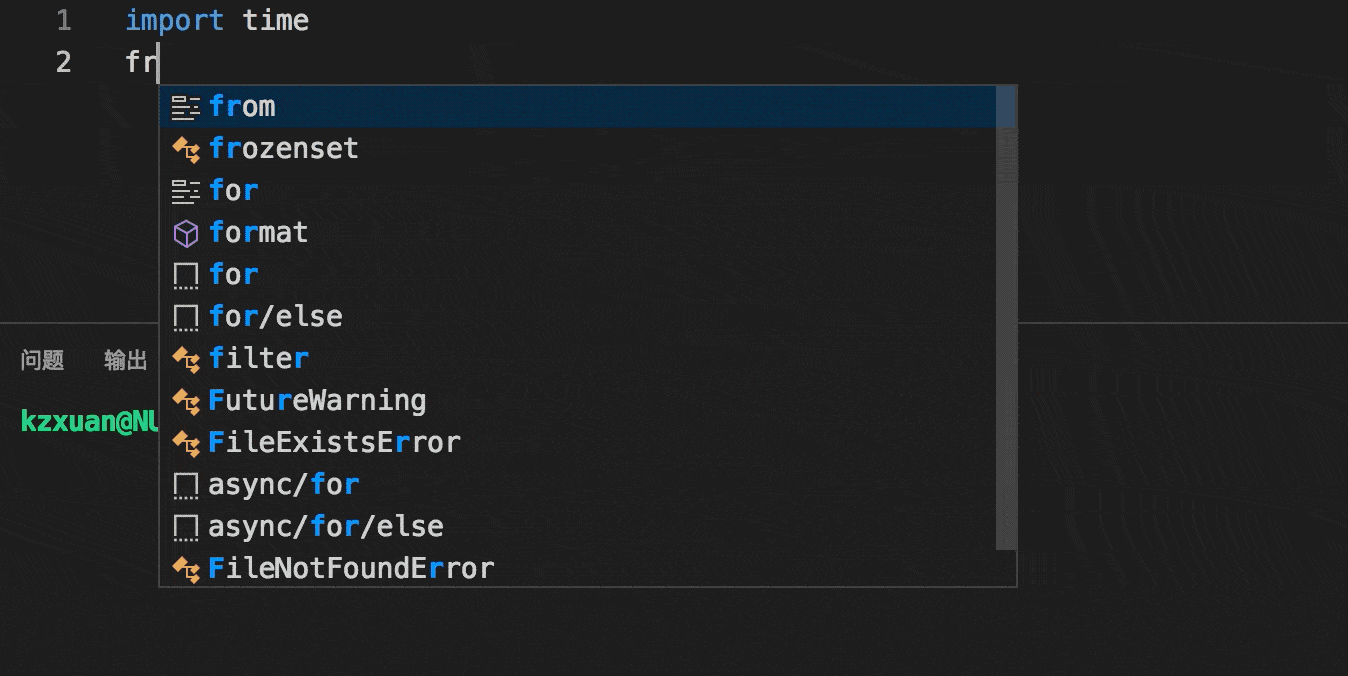 1 import time
2 fr
from
frozenset
for
format
for
for/else
filter
FutureWarning
FileExistsError
async/for
async/for/else
FileNotFoundError
问题 输出
kzxuan@NU